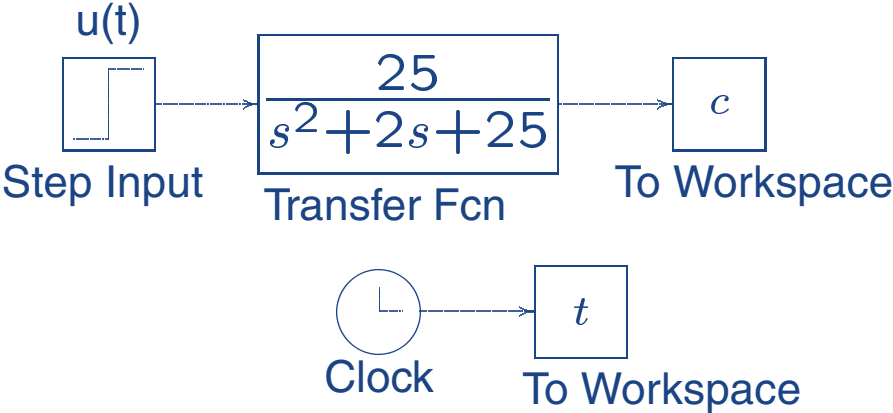 u(t)
25
s²+2s+25
c
Step Input
Transfer Fcn
To Workspace
t
Clock
To Workspace